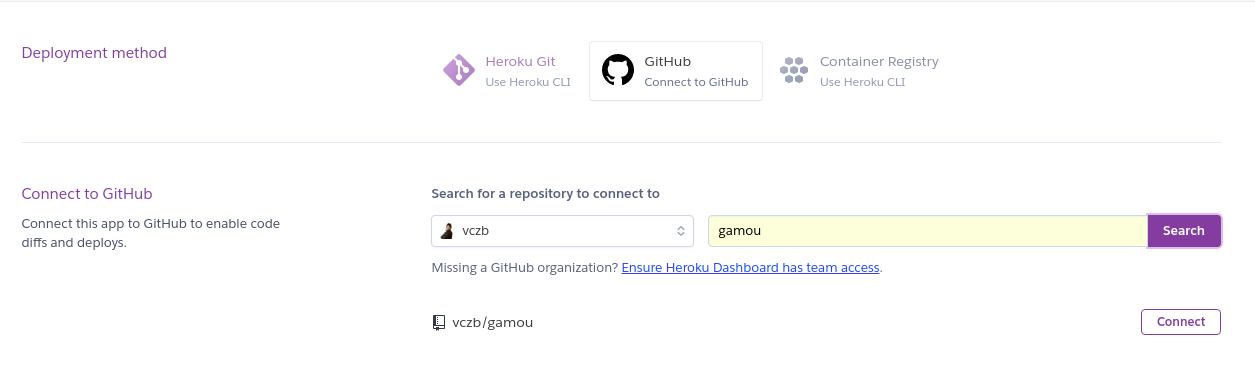 Deployment method
Heroku Git
Use Heroku CLI
GitHub
Connect to GitHub
Container Registry
Use Heroku CLI
Connect to GitHub
Connect this app to GitHub to enable code
diffs and deploys.
Search for a repository to connect to
vczb
gamou
Search
Missing a GitHub organization? Ensure Heroku Dashboard has team access.
vczb/gamou
Connect